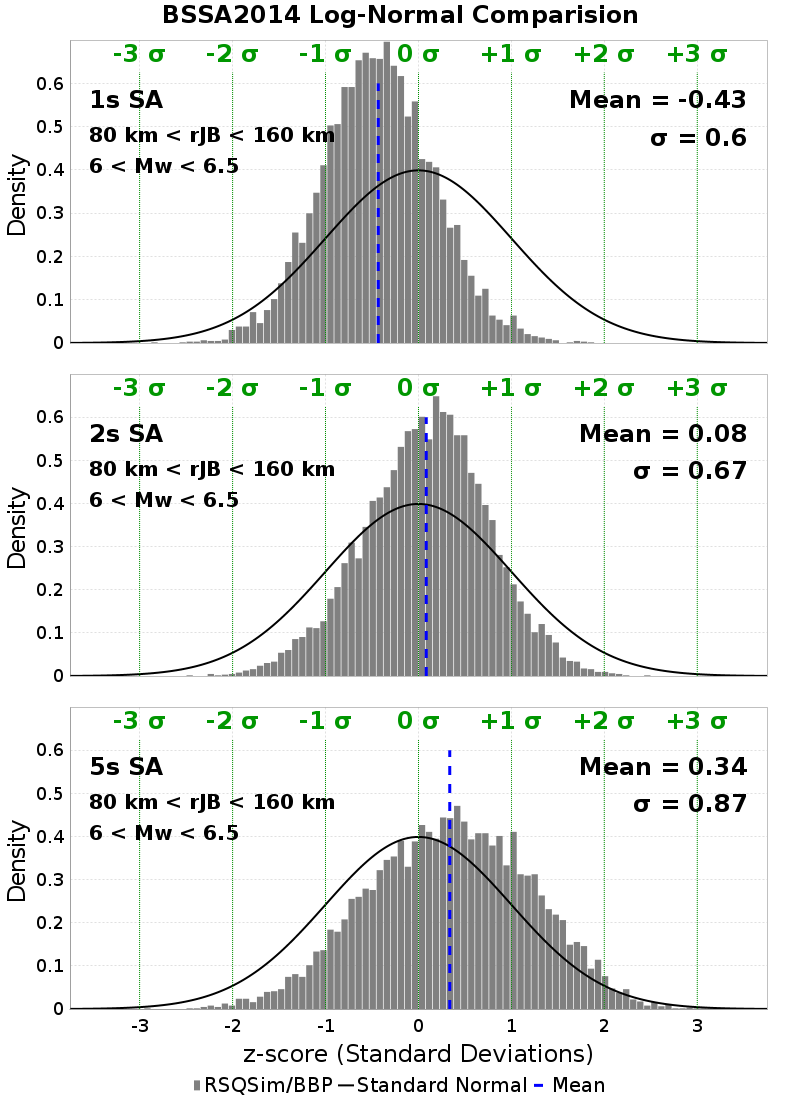 BSSA2014 Log-Normal Comparision
-3 σ -2 σ -1 σ 0 σ +1 σ +2 σ +3 σ
1s SA
80 km < rJB < 160 km
6 < Mw < 6.5
Mean = -0.43
σ = 0.6
Density
0.6
0.5
0.4
0.3
0.2
0.1
0
-3 σ -2 σ -1 σ 0 σ +1 σ +2 σ +3 σ
2s SA
80 km < rJB < 160 km
6 < Mw < 6.5
Mean = 0.08
σ = 0.67
Density
0.6
0.5
0.4
0.3
0.2
0.1
0
-3 σ -2 σ -1 σ 0 σ +1 σ +2 σ +3 σ
5s SA
80 km < rJB < 160 km
6 < Mw < 6.5
Mean = 0.34
σ = 0.87
Density
0.6
0.5
0.4
0.3
0.2
0.1
0
-3 -2 -1 0 1 2 3
z-score (Standard Deviations)
RSQSim/BBP Standard Normal Mean